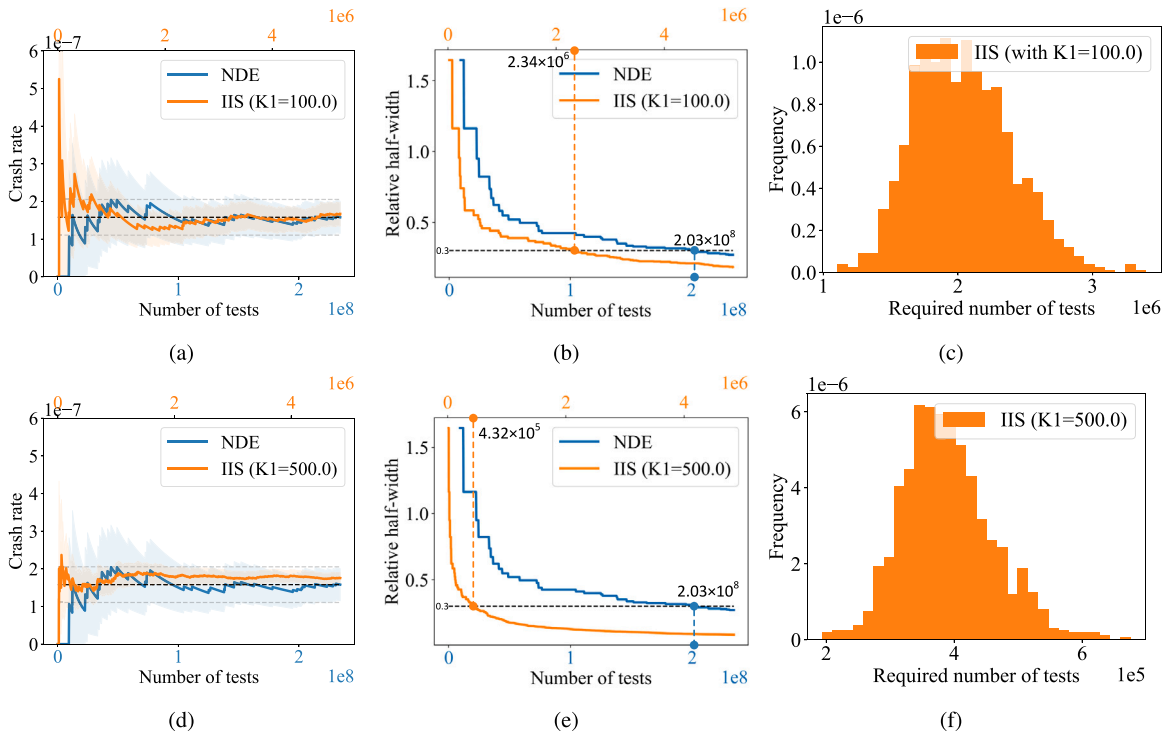 0 2 4 1e6
1e−7
6
5
4
3
2
1
0
Crash rate
NDE
IIS (K1=100.0)
0 1 2
Number of tests 1e8
(a)
0 2 4 1e6
2.34×10⁶
1.5
1.0
0.5
0.3
Relative half-width
NDE
IIS (K1=100.0)
2.03×10⁸
0 1 2
Number of tests 1e8
(b)
1e−6
1.0
0.8
0.6
0.4
0.2
0.0
Frequency
IIS (with K1=100.0)
1 2 3
Required number of tests 1e6
(c)
0 2 4 1e6
1e−7
6
5
4
3
2
1
0
Crash rate
NDE
IIS (K1=500.0)
0 1 2
Number of tests 1e8
(d)
0 2 4 1e6
4.32×10⁵
1.5
1.0
0.5
0.3
Relative half-width
NDE
IIS (K1=500.0)
2.03×10⁸
0 1 2
Number of tests 1e8
(e)
1e−6
6
4
2
0
Frequency
IIS (K1=500.0)
2 4 6
Required number of tests 1e5
(f)